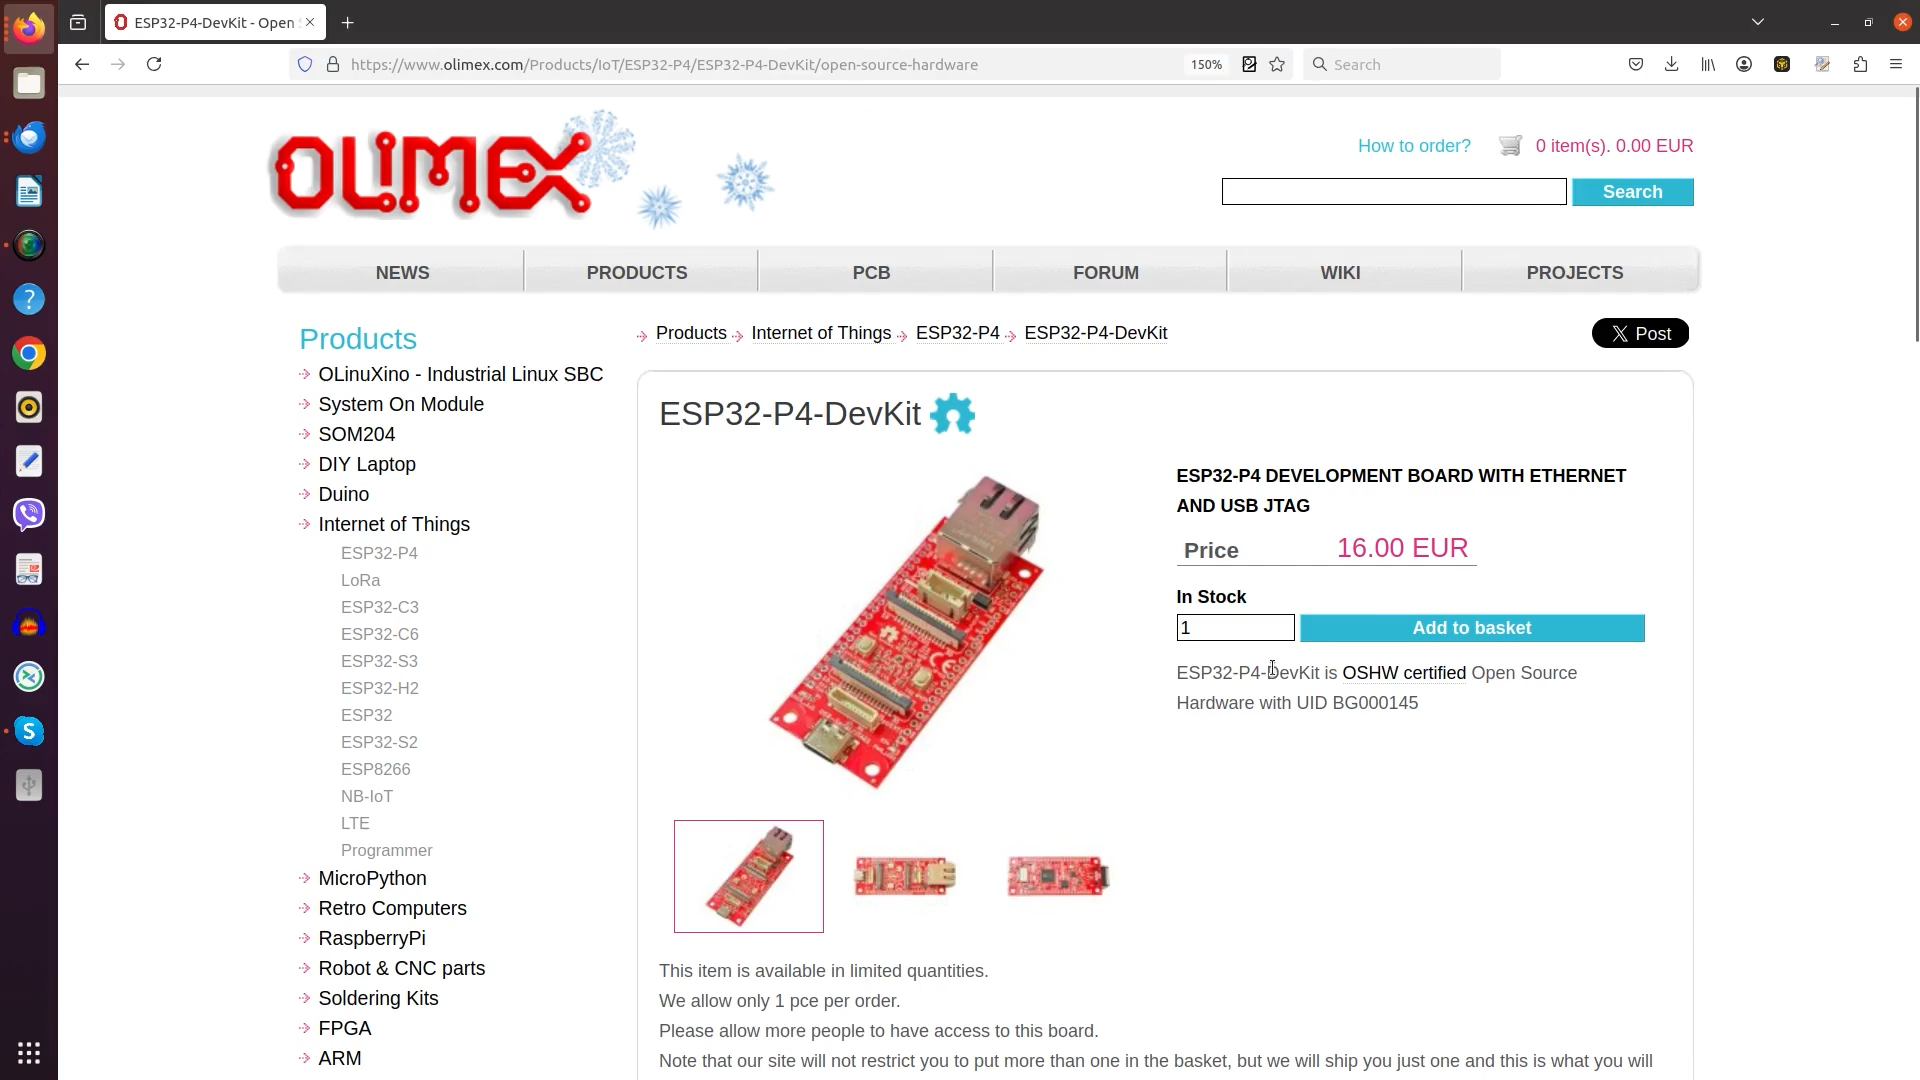 ESP32-P4-DevKit - Open
https://www.olimex.com/Products/IoT/ESP32-P4/ESP32-P4-DevKit/open-source-hardware
150%
Search
OLIMEX
How to order?
0 item(s). 0.00 EUR
Search
NEWS
PRODUCTS
PCB
FORUM
WIKI
PROJECTS
Products
OLinuXino - Industrial Linux SBC
System On Module
SOM204
DIY Laptop
Duino
Internet of Things
ESP32-P4
LoRa
ESP32-C3
ESP32-C6
ESP32-S3
ESP32-H2
ESP32
ESP32-S2
ESP8266
NB-IoT
LTE
Programmer
MicroPython
Retro Computers
RaspberryPi
Robot & CNC parts
Soldering Kits
FPGA
ARM
Products
Internet of Things
ESP32-P4
ESP32-P4-DevKit
Post
ESP32-P4-DevKit
ESP32-P4 DEVELOPMENT BOARD WITH ETHERNET
AND USB JTAG
Price
16.00 EUR
In Stock
1
Add to basket
ESP32-P4-DevKit is OSHW certified Open Source
Hardware with UID BG000145
This item is available in limited quantities.
We allow only 1 pce per order.
Please allow more people to have access to this board.
Note that our site will not restrict you to put more than one in the basket, but we will ship you just one and this is what you will